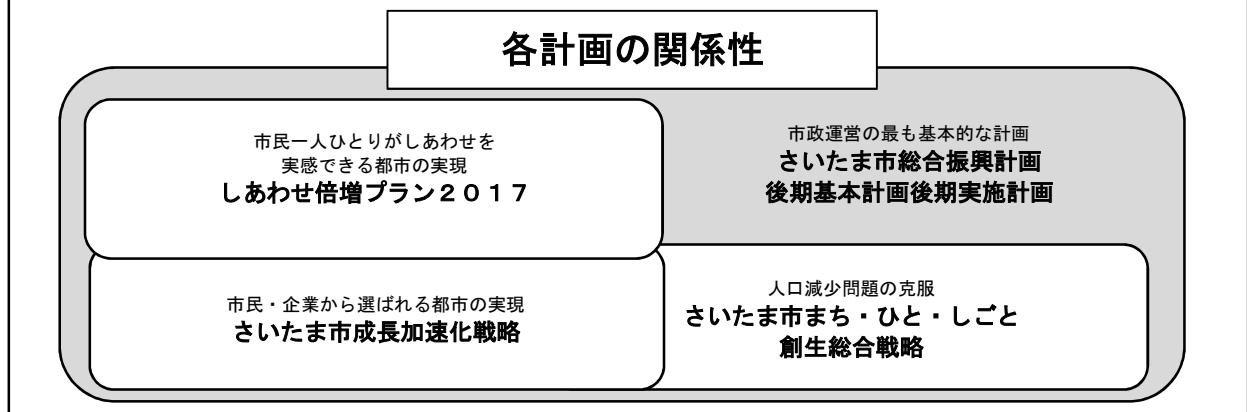 各計画の関係性
市民一人ひとりがしあわせを
実感できる都市の実現
しあわせ倍増プラン２０１７
市政運営の最も基本的な計画
さいたま市総合振興計画
後期基本計画後期実施計画
市民・企業から選ばれる都市の実現
さいたま市成長加速化戦略
人口減少問題の克服
さいたま市まち・ひと・しごと
創生総合戦略